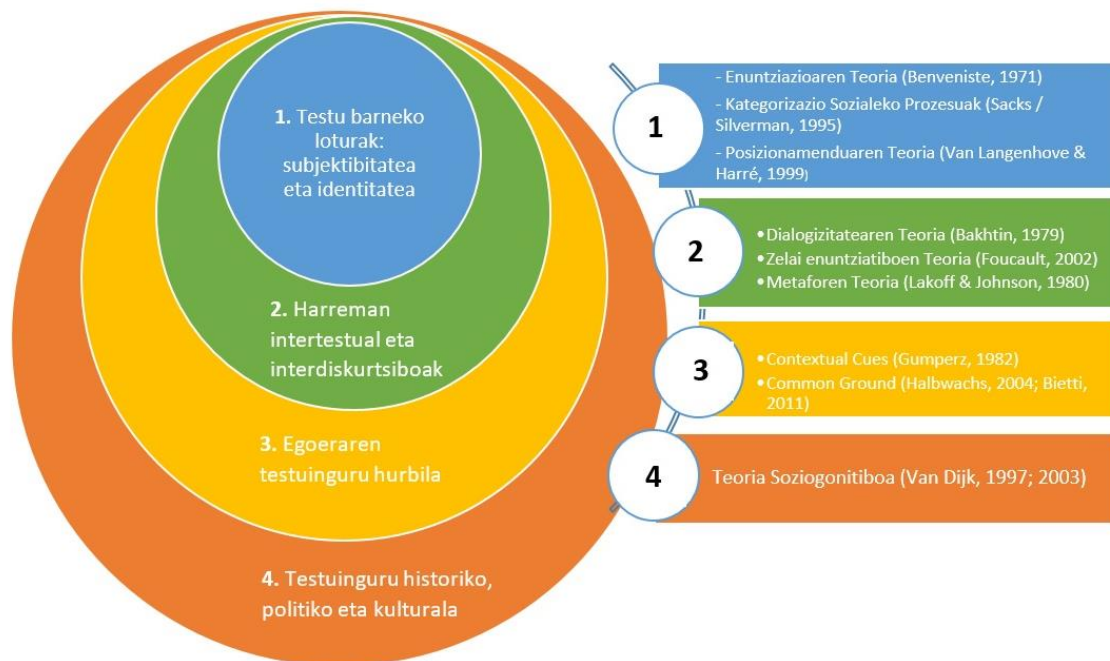 1. Testu barneko
loturak:
subjektibitatea
eta identitatea
2. Harreman
intertestual eta
interdiskurtsiboak
3. Egoeraren
testuinguru hurbila
4. Testuinguru historiko,
politiko eta kulturala
1
- Enuntziazioaren Teoria (Benveniste, 1971)
- Kategorizazio Sozialeko Prozesuak (Sacks /
Silverman, 1995)
- Posizionamenduaren Teoria (Van Langenhove &
Harré, 1999)
2
•Dialogizitatearen Teoria (Bakhtin, 1979)
•Zelai enuntziatiboen Teoria (Foucault, 2002)
•Metaforen Teoria (Lakoff & Johnson, 1980)
3
•Contextual Cues (Gumperz, 1982)
•Common Ground (Halbwachs, 2004; Bietti,
2011)
4
Teoria Soziogonitiboa (Van Dijk, 1997; 2003)